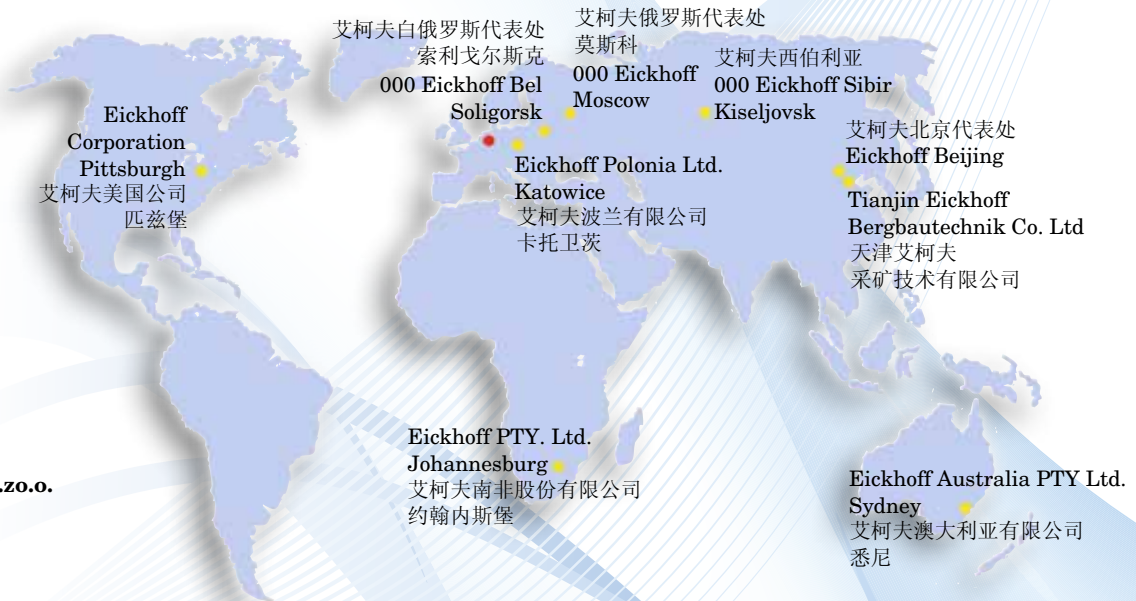 艾柯夫白俄罗斯代表处
索利戈尔斯克
000 Eickhoff Bel
Soligorsk
艾柯夫俄罗斯代表处
莫斯科
000 Eickhoff
Moscow
艾柯夫西伯利亚
000 Eickhoff Sibir
Kiseljovsk
Eickhoff
Corporation
Pittsburgh
艾柯夫美国公司
匹兹堡
Eickhoff Polonia Ltd.
Katowice
艾柯夫波兰有限公司
卡托卫茨
艾柯夫北京代表处
Eickhoff Beijing
Tianjin Eickhoff
Bergbautechnik Co. Ltd
天津艾柯夫
采矿技术有限公司
Eickhoff PTY. Ltd.
Johannesburg
艾柯夫南非股份有限公司
约翰内斯堡
.zo.o.
Eickhoff Australia PTY Ltd.
Sydney
艾柯夫澳大利亚有限公司
悉尼